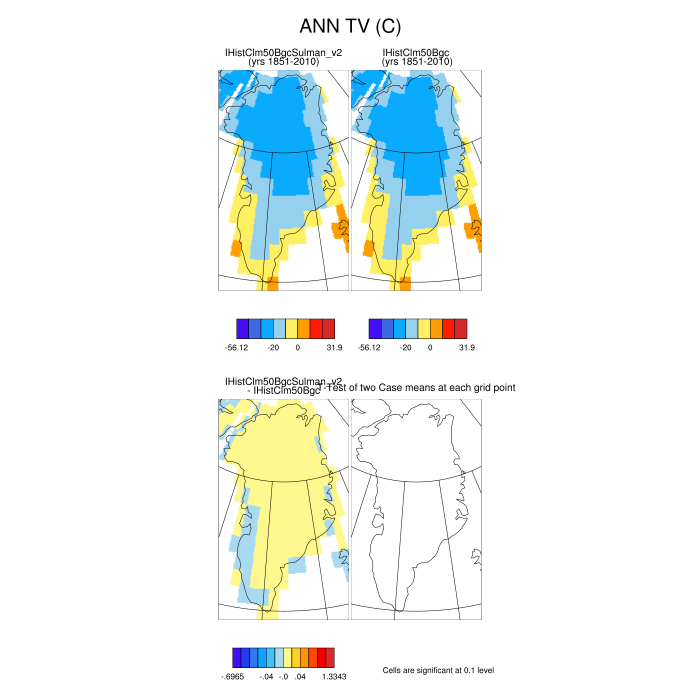 ANN TV (C)
IHistClm50BgcSulman_v2
(yrs 1851-2010)
IHistClm50Bgc
(yrs 1851-2010)
-56.12 -20 0 31.9
-56.12 -20 0 31.9
IHistClm50BgcSulman_v2
- IHistClm50Bgc
T-Test of two Case means at each grid point
-.6965 -.04 -.0 .04 1.3343
Cells are significant at 0.1 level